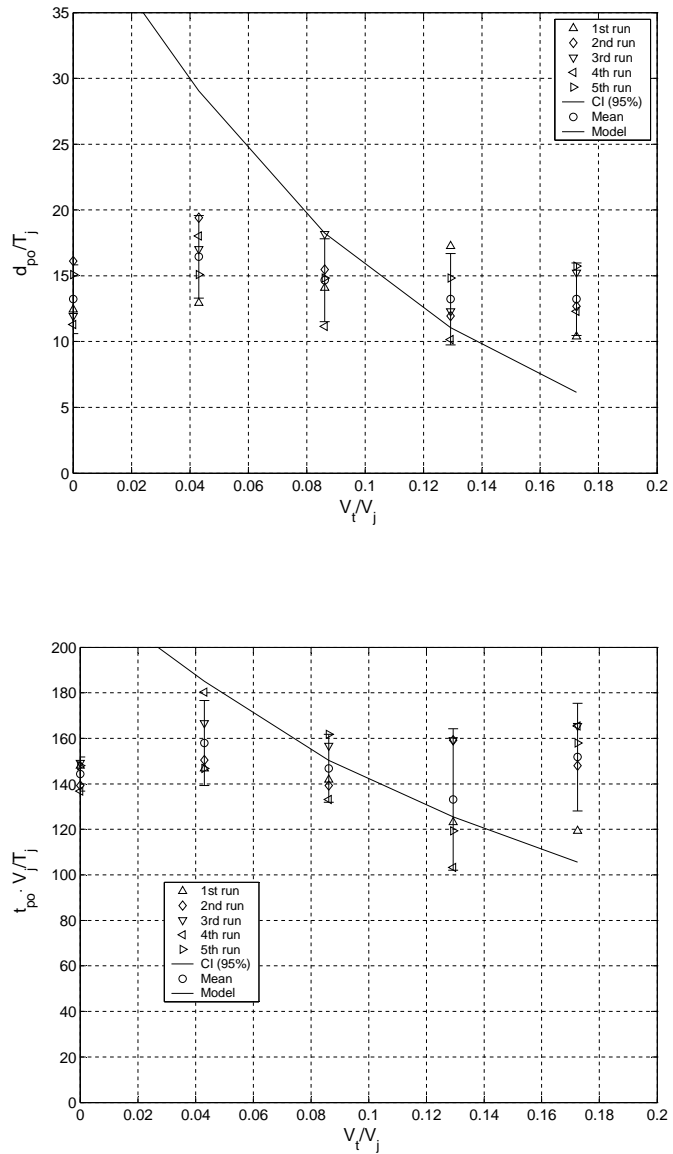 35
30
25
20
15
10
5
0
d_po/T_j
0 0.02 0.04 0.06 0.08 0.1 0.12 0.14 0.16 0.18 0.2
V_t/V_j
1st run
2nd run
3rd run
4th run
5th run
CI (95%)
Mean
Model
200
180
160
140
120
100
80
60
40
20
0
t_po · V_j/T_j
1st run
2nd run
3rd run
4th run
5th run
CI (95%)
Mean
Model
0 0.02 0.04 0.06 0.08 0.1 0.12 0.14 0.16 0.18 0.2
V_t/V_j